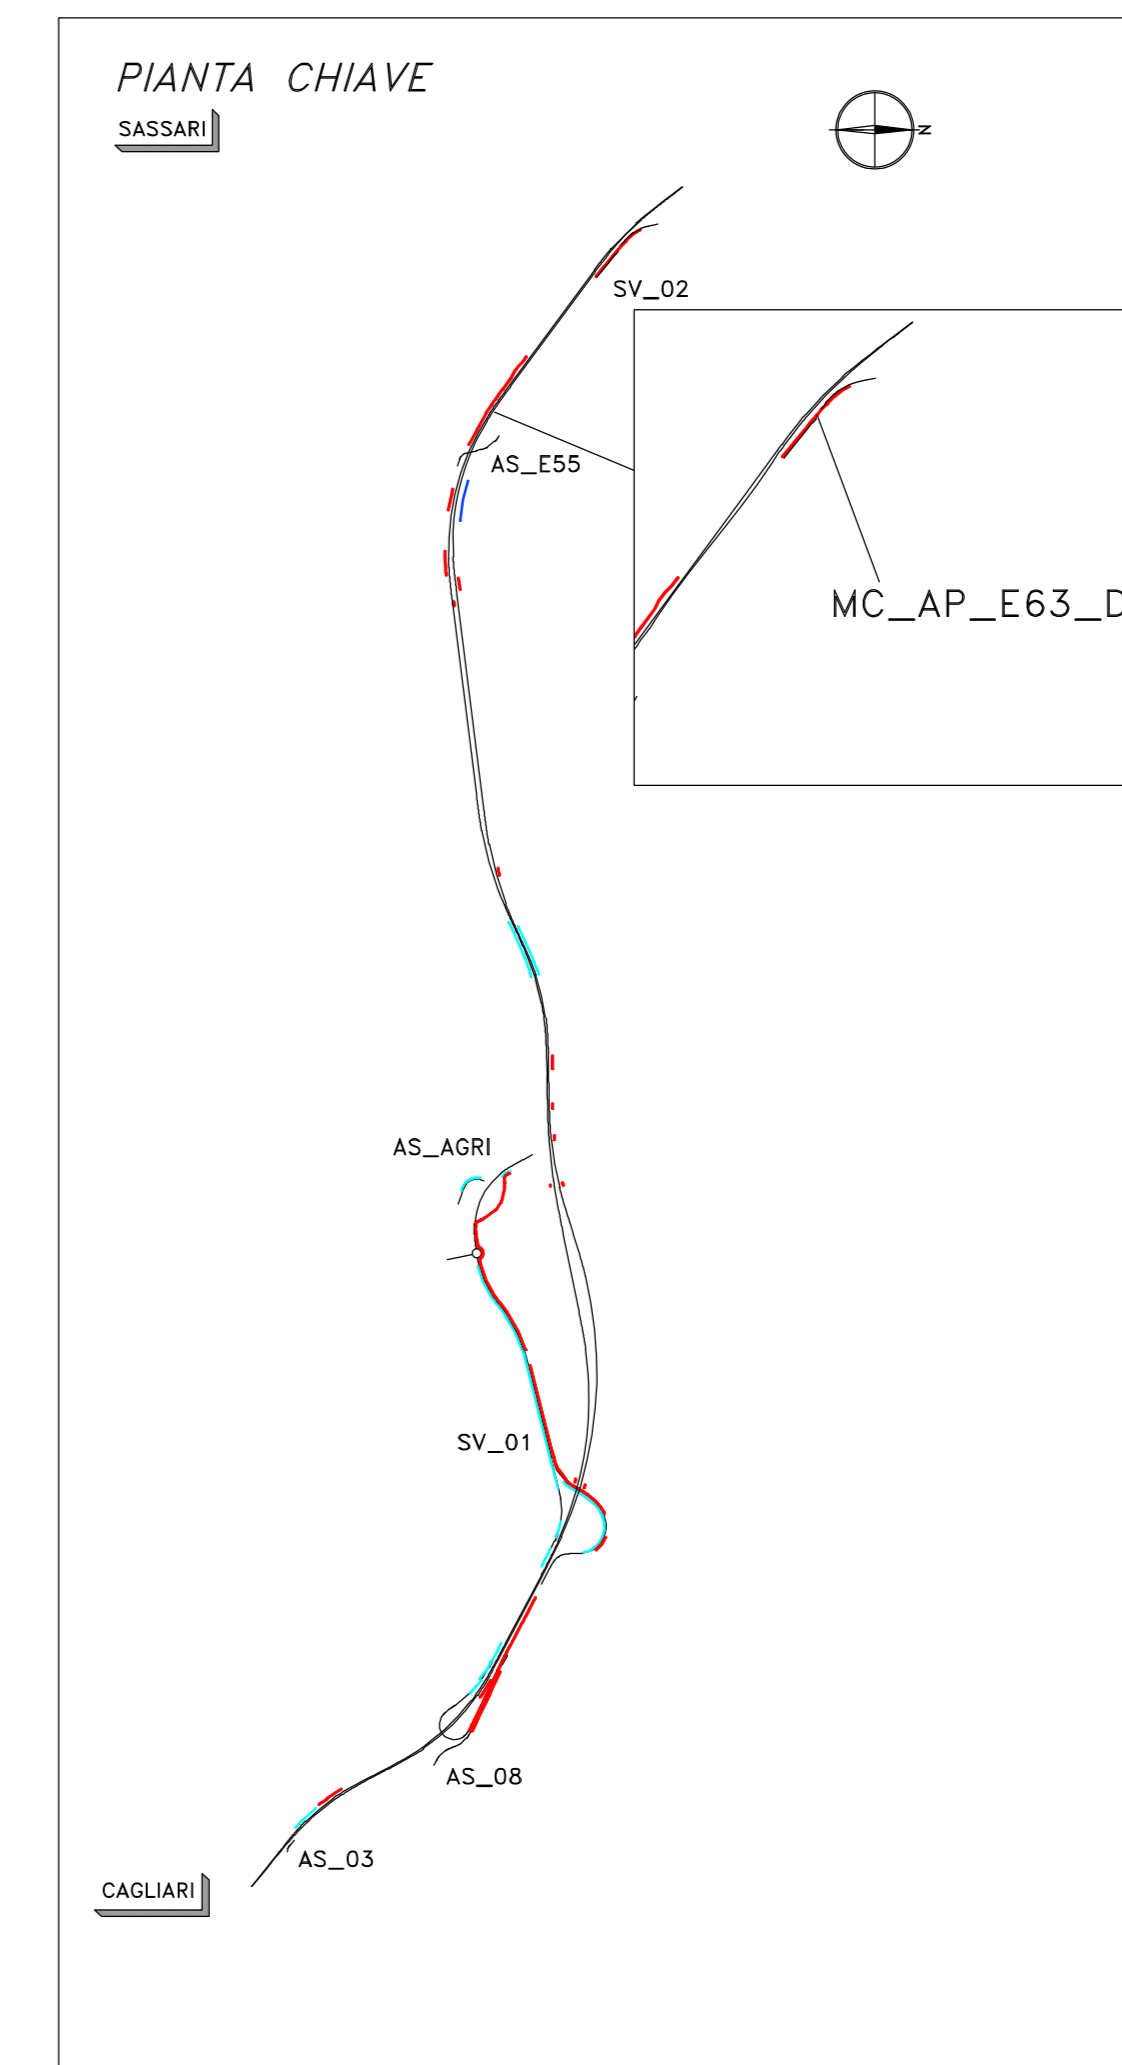 PIANTA CHIAVE
SASSARI
N
SV_02
AS_E55
MC_AP_E63_D
AS_AGRI
SV_01
AS_08
AS_03
CAGLIARI